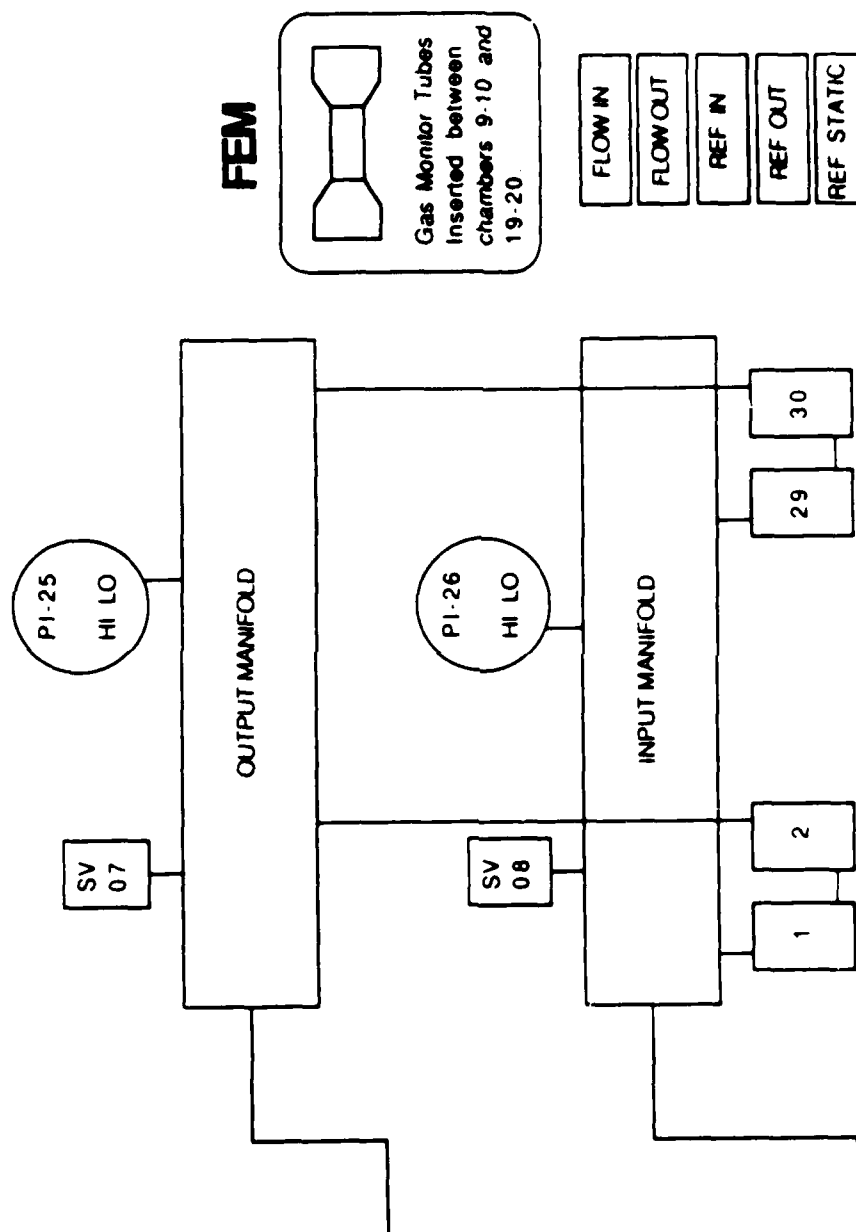 FEM
Gas Monitor Tubes
Inserted between
chambers 9-10 and
19-20.
FLOW IN
FLOW OUT
REF IN
REF OUT
REF STATIC
PI-25
HI LO
SV
07
OUTPUT MANIFOLD
PI-26
HI LO
SV
08
INPUT MANIFOLD
1
2
29
30